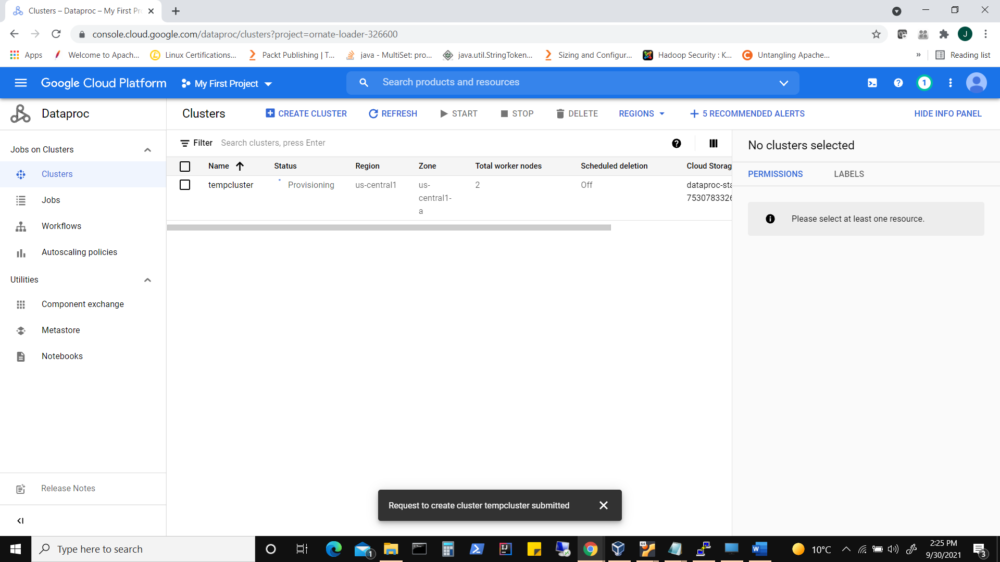 Clusters – Dataproc – My First Pr
console.cloud.google.com/dataproc/clusters?project=ornate-loader-326600
J
Apps
Welcome to Apach...
Linux Certifications...
Packt Publishing | T...
java - MultiSet: pro...
java.util.StringToken...
Sizing and Configur...
Hadoop Security : K...
Untangling Apache...
»
Reading list
Google Cloud Platform
My First Project
Search products and resources
1
Dataproc
Clusters
CREATE CLUSTER
REFRESH
START
STOP
DELETE
REGIONS
5 RECOMMENDED ALERTS
HIDE INFO PANEL
Jobs on Clusters
Clusters
Jobs
Workflows
Autoscaling policies
Utilities
Component exchange
Metastore
Notebooks
Release Notes
Filter
Search clusters, press Enter
Name
Status
Region
Zone
Total worker nodes
Scheduled deletion
Cloud Storag
tempcluster
Provisioning
us-central1
us-
central1-
a
2
Off
dataproc-sta
7530783326
No clusters selected
PERMISSIONS
LABELS
Please select at least one resource.
Request to create cluster tempcluster submitted
Type here to search
1
10°C
2:25 PM
9/30/2021
3